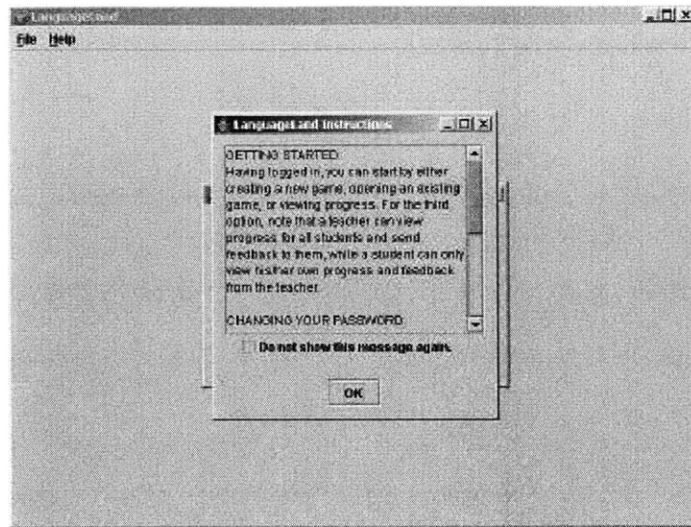 LanguageLand
File Help
LanguageLand Instructions
GETTING STARTED:
Having logged in, you can start by either
creating a new game, opening an existing
game, or viewing progress. For the third
option, note that a teacher can view
progress for all students and send
feedback to them, while a student can only
view his/her own progress and feedback
from the teacher.
CHANGING YOUR PASSWORD:
Do not show this message again.
OK